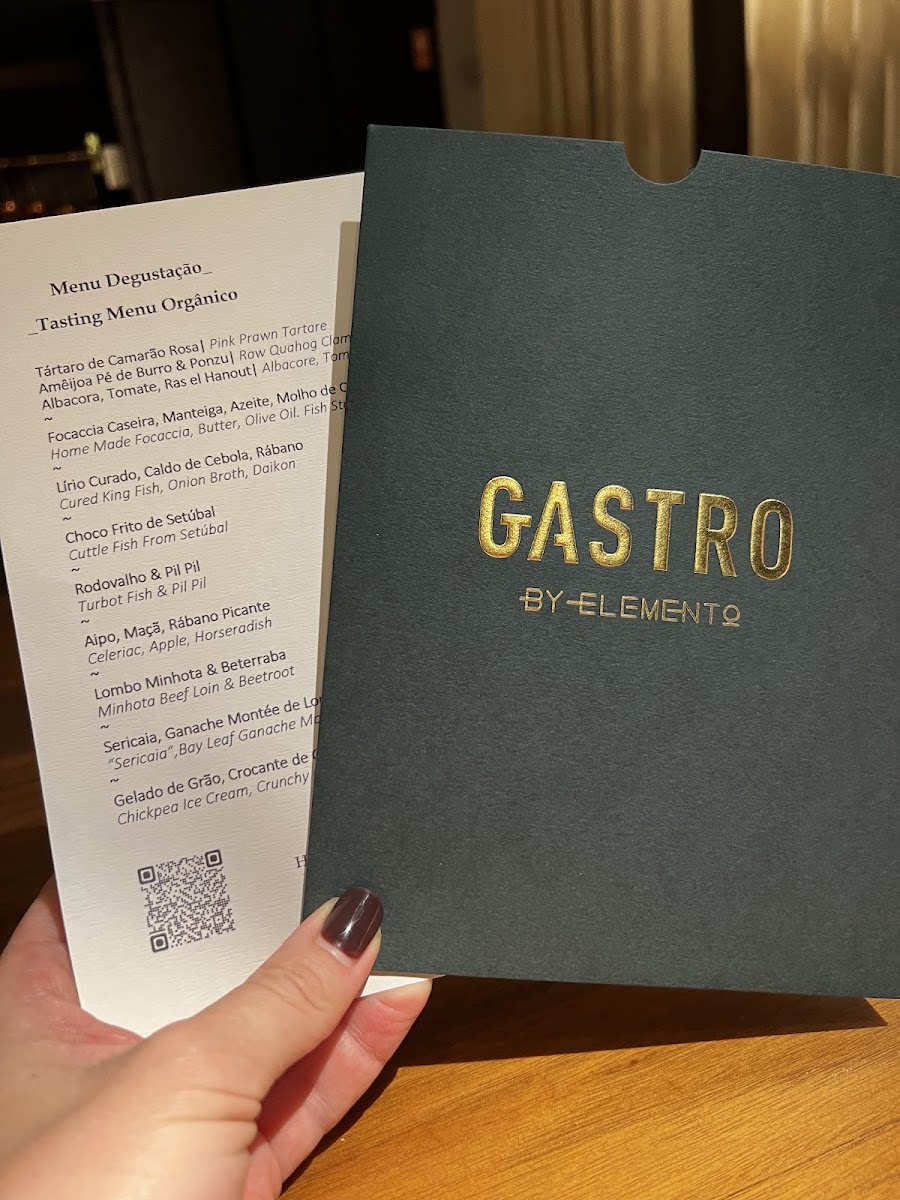 Menu Degustação_
_Tasting Menu Orgânico
Tártaro de Camarão Rosa| Pink Prawn Tartare
Amêijoa Pé de Burro & Ponzu| Raw Quahog Clam
Albacora, Tomate, Ras el Hanout| Albacore, Tom
~
Focaccia Caseira, Manteiga, Azeite, Molho de
Home Made Focaccia, Butter, Olive Oil. Fish
~
Lírio Curado, Caldo de Cebola, Rábano
Cured King Fish, Onion Broth, Daikon
~
Choco Frito de Setúbal
Cuttle Fish From Setúbal
~
Rodovalho & Pil Pil
Turbot Fish & Pil Pil
~
Aipo, Maçã, Rábano Picante
Celeriac, Apple, Horseradish
~
Lombo Minhota & Beterraba
Minhota Beef Loin & Beetroot
~
Sericaia, Ganache Montée de
"Sericaia",Bay Leaf Ganache
~
Gelado de Grão, Crocante de
Chickpea Ice Cream, Crunchy
H
GASTRO
BY ELEMENTO